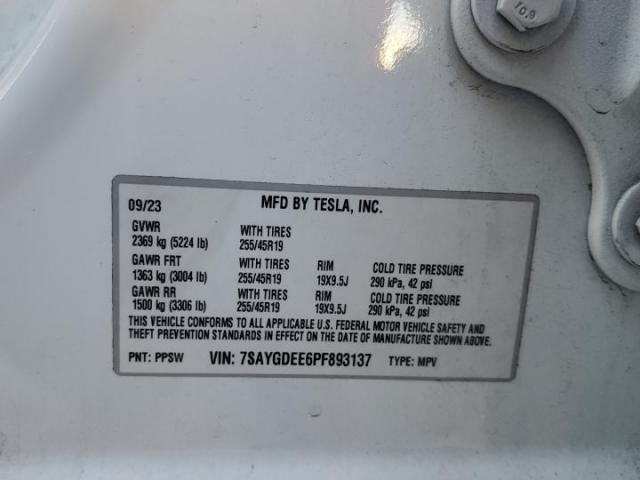 10.9
09/23 MFD BY TESLA, INC.
GVWR WITH TIRES
2369 kg (5224 lb) 255/45R19
GAWR FRT WITH TIRES RIM COLD TIRE PRESSURE
1363 kg (3004 lb) 255/45R19 19X9.5J 290 kPa, 42 psi
GAWR RR WITH TIRES RIM COLD TIRE PRESSURE
1500 kg (3306 lb) 255/45R19 19X9.5J 290 kPa, 42 psi
THIS VEHICLE CONFORMS TO ALL APPLICABLE U.S. FEDERAL MOTOR VEHICLE SAFETY AND
THEFT PREVENTION STANDARDS IN EFFECT ON THE DATE OF MANUFACTURE SHOWN ABOVE.
PNT: PPSW VIN: 7SAYGDEE6PF893137 TYPE: MPV